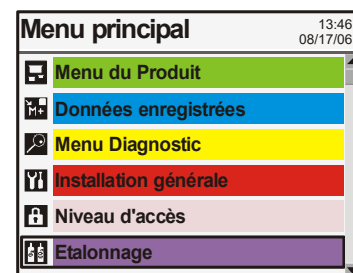 Menu principal
13:46
08/17/06
Menu du Produit
M+ Données enregistrées
Menu Diagnostic
Installation générale
Niveau d'accès
Etalonnage